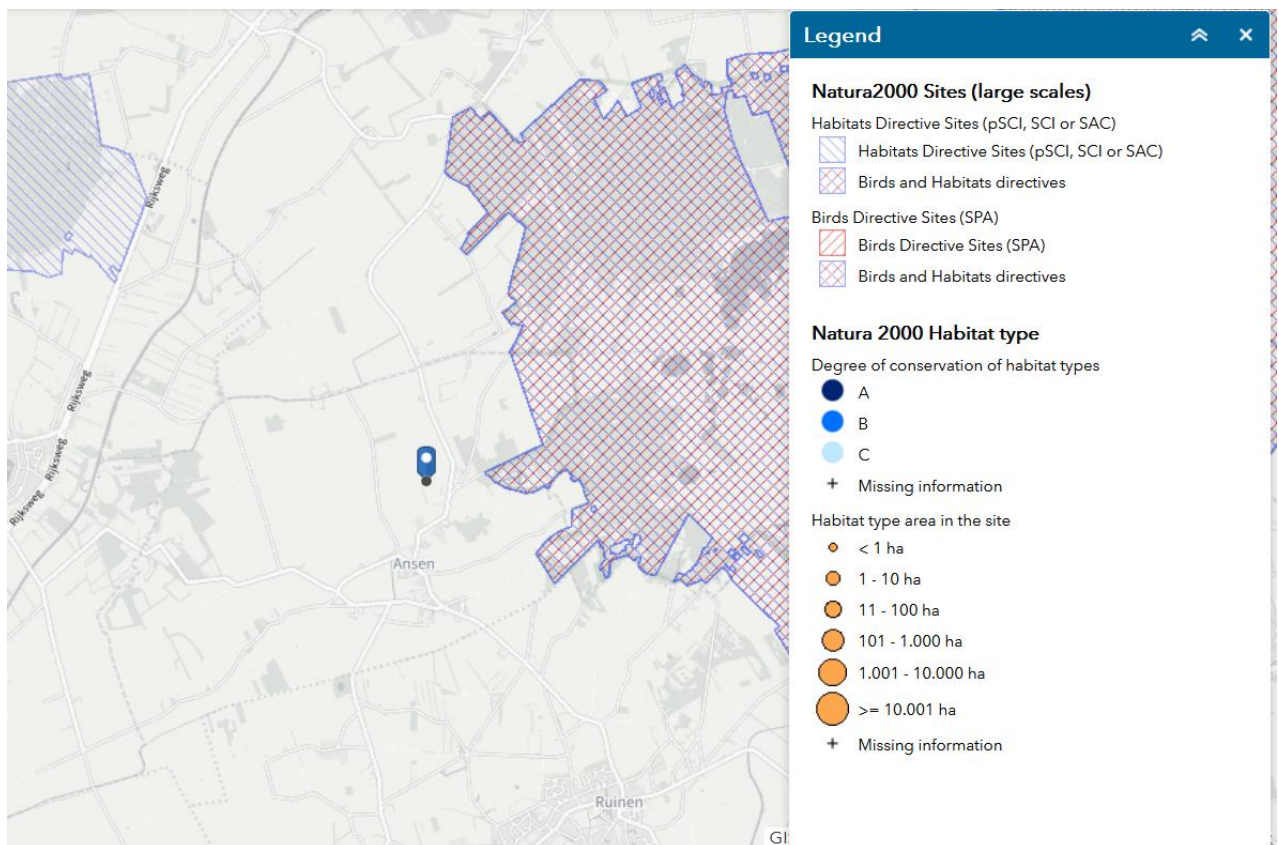 Legend
Natura2000 Sites (large scales)
Habitats Directive Sites (pSCI, SCI or SAC)
Habitats Directive Sites (pSCI, SCI or SAC)
Birds and Habitats directives
Birds Directive Sites (SPA)
Birds Directive Sites (SPA)
Birds and Habitats directives
Natura 2000 Habitat type
Degree of conservation of habitat types
A
B
C
Missing information
Habitat type area in the site
< 1 ha
1 - 10 ha
11 - 100 ha
101 - 1.000 ha
1.001 - 10.000 ha
>= 10.001 ha
Missing information
Rijksweg
Rijksweg
Rijksweg
Rijksweg
Ansen
Ruinen